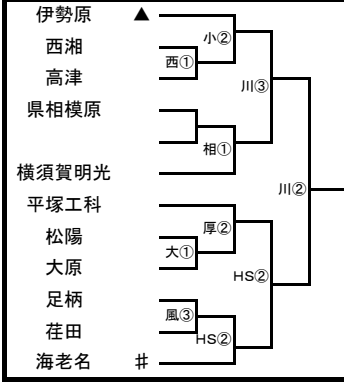 伊勢原 ▲
小②
西湘
西①
高津
川③
県相模原
相①
横須賀明光
川②
平塚工科
厚②
松陽
大①
大原
HS②
足柄
風③
荏田
HS②
海老名 #